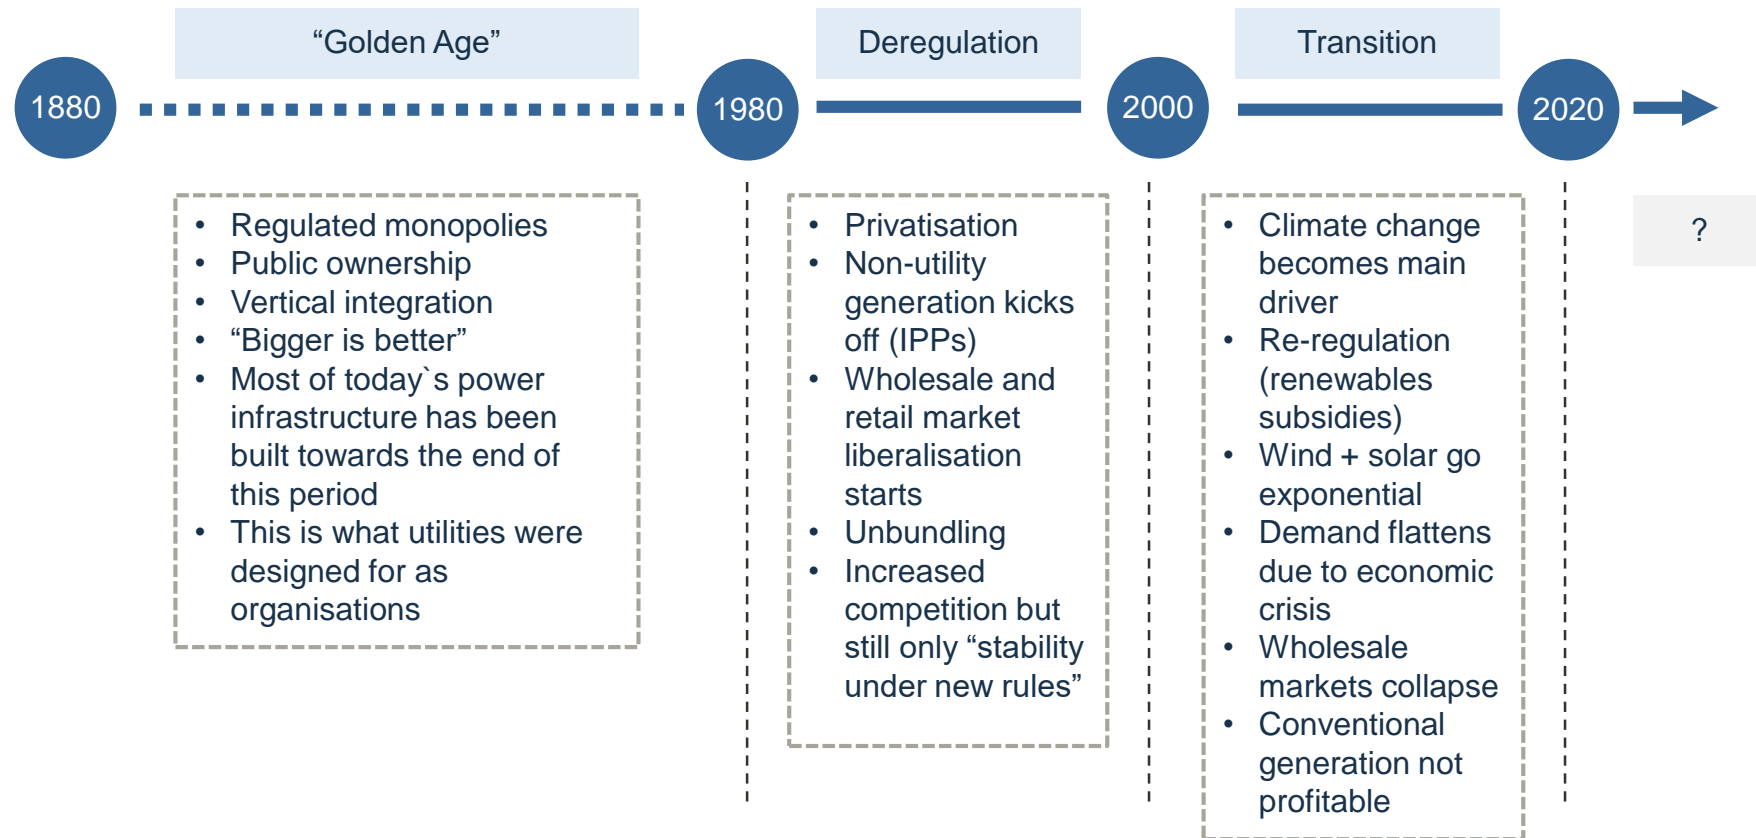 “Golden Age”
Deregulation
Transition
1880
1980
2000
2020
• Regulated monopolies
• Public ownership
• Vertical integration
• “Bigger is better”
• Most of today`s power
infrastructure has been
built towards the end of
this period
• This is what utilities were
designed for as
organisations
• Privatisation
• Non-utility
generation kicks
off (IPPs)
• Wholesale and
retail market
liberalisation
starts
• Unbundling
• Increased
competition but
still only “stability
under new rules”
• Climate change
becomes main
driver
• Re-regulation
(renewables
subsidies)
• Wind + solar go
exponential
• Demand flattens
due to economic
crisis
• Wholesale
markets collapse
• Conventional
generation not
profitable
?